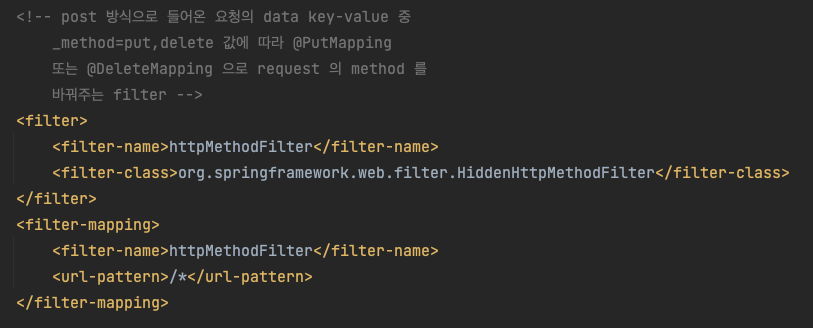 <!-- post 방식으로 들어온 요청의 data key-value 중
_method=put,delete 값에 따라 @PutMapping
또는 @DeleteMapping 으로 request 의 method 를
바꿔주는 filter -->
<filter>
<filter-name>httpMethodFilter</filter-name>
<filter-class>org.springframework.web.filter.HiddenHttpMethodFilter</filter-class>
</filter>
<filter-mapping>
<filter-name>httpMethodFilter</filter-name>
<url-pattern>/*</url-pattern>
</filter-mapping>